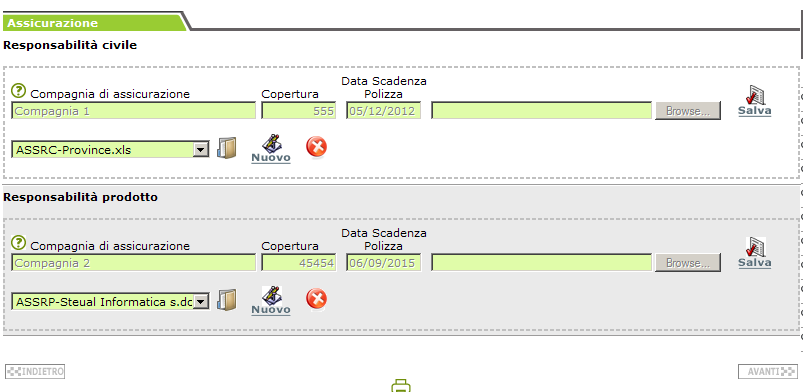 Assicurazione
Responsabilità civile
Data Scadenza
? Compagnia di assicurazione Copertura Polizza
Compagnia 1 555 05/12/2012 Browse... Salva
ASSRC-Province.xls Nuovo
Responsabilità prodotto
Data Scadenza
? Compagnia di assicurazione Copertura Polizza
Compagnia 2 45454 06/09/2015 Browse... Salva
ASSRP-Steual Informatica s.dc Nuovo
INDIETRO AVANTI